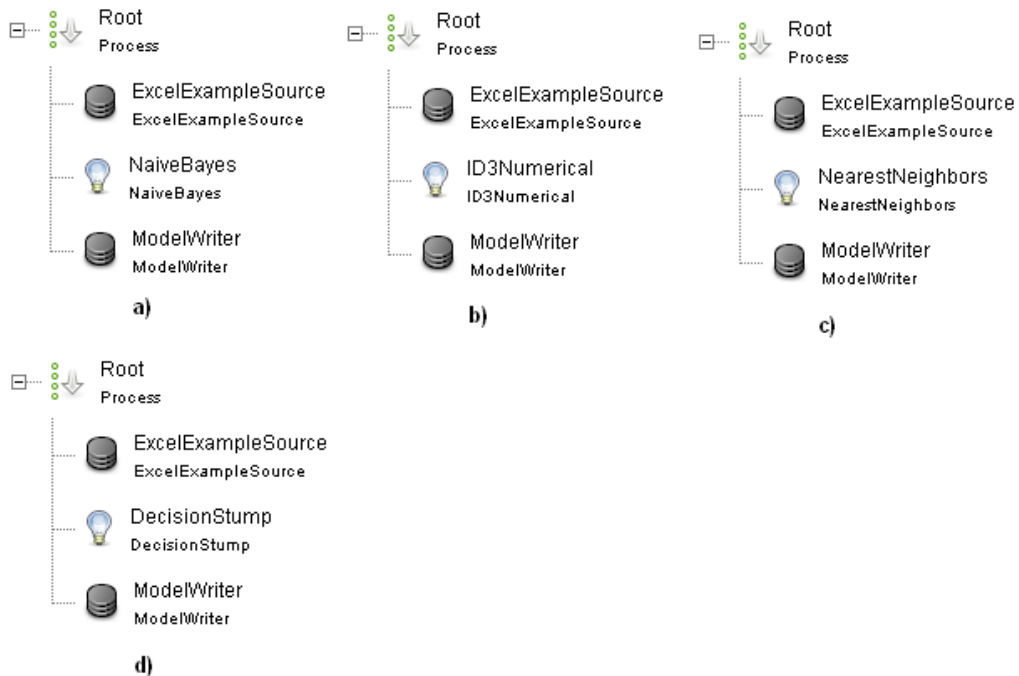 Root
Process
ExcelExampleSource
ExcelExampleSource
NaiveBayes
NaiveBayes
ModelWriter
ModelWriter
a)
Root
Process
ExcelExampleSource
ExcelExampleSource
ID3Numerical
ID3Numerical
ModelWriter
ModelWriter
b)
Root
Process
ExcelExampleSource
ExcelExampleSource
NearestNeighbors
NearestNeighbors
ModelWriter
ModelWriter
c)
Root
Process
ExcelExampleSource
ExcelExampleSource
DecisionStump
DecisionStump
ModelWriter
ModelWriter
d)